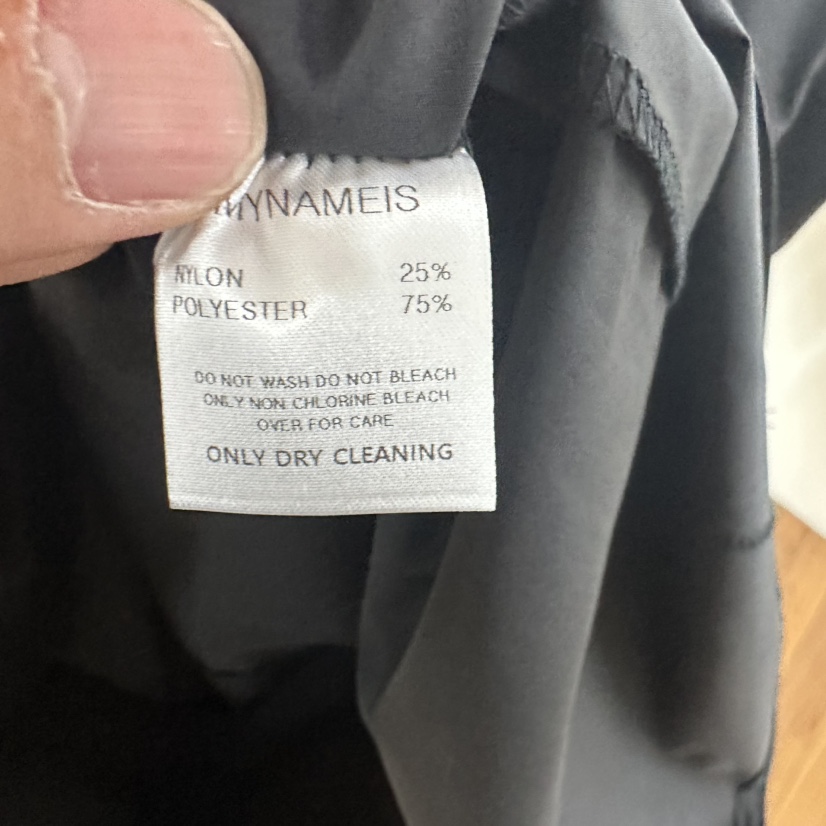 MYNAMEIS
NYLON 25%
POLYESTER 75%
DO NOT WASH DO NOT BLEACH
ONLY NON CHLORINE BLEACH
OVER FOR CARE
ONLY DRY CLEANING